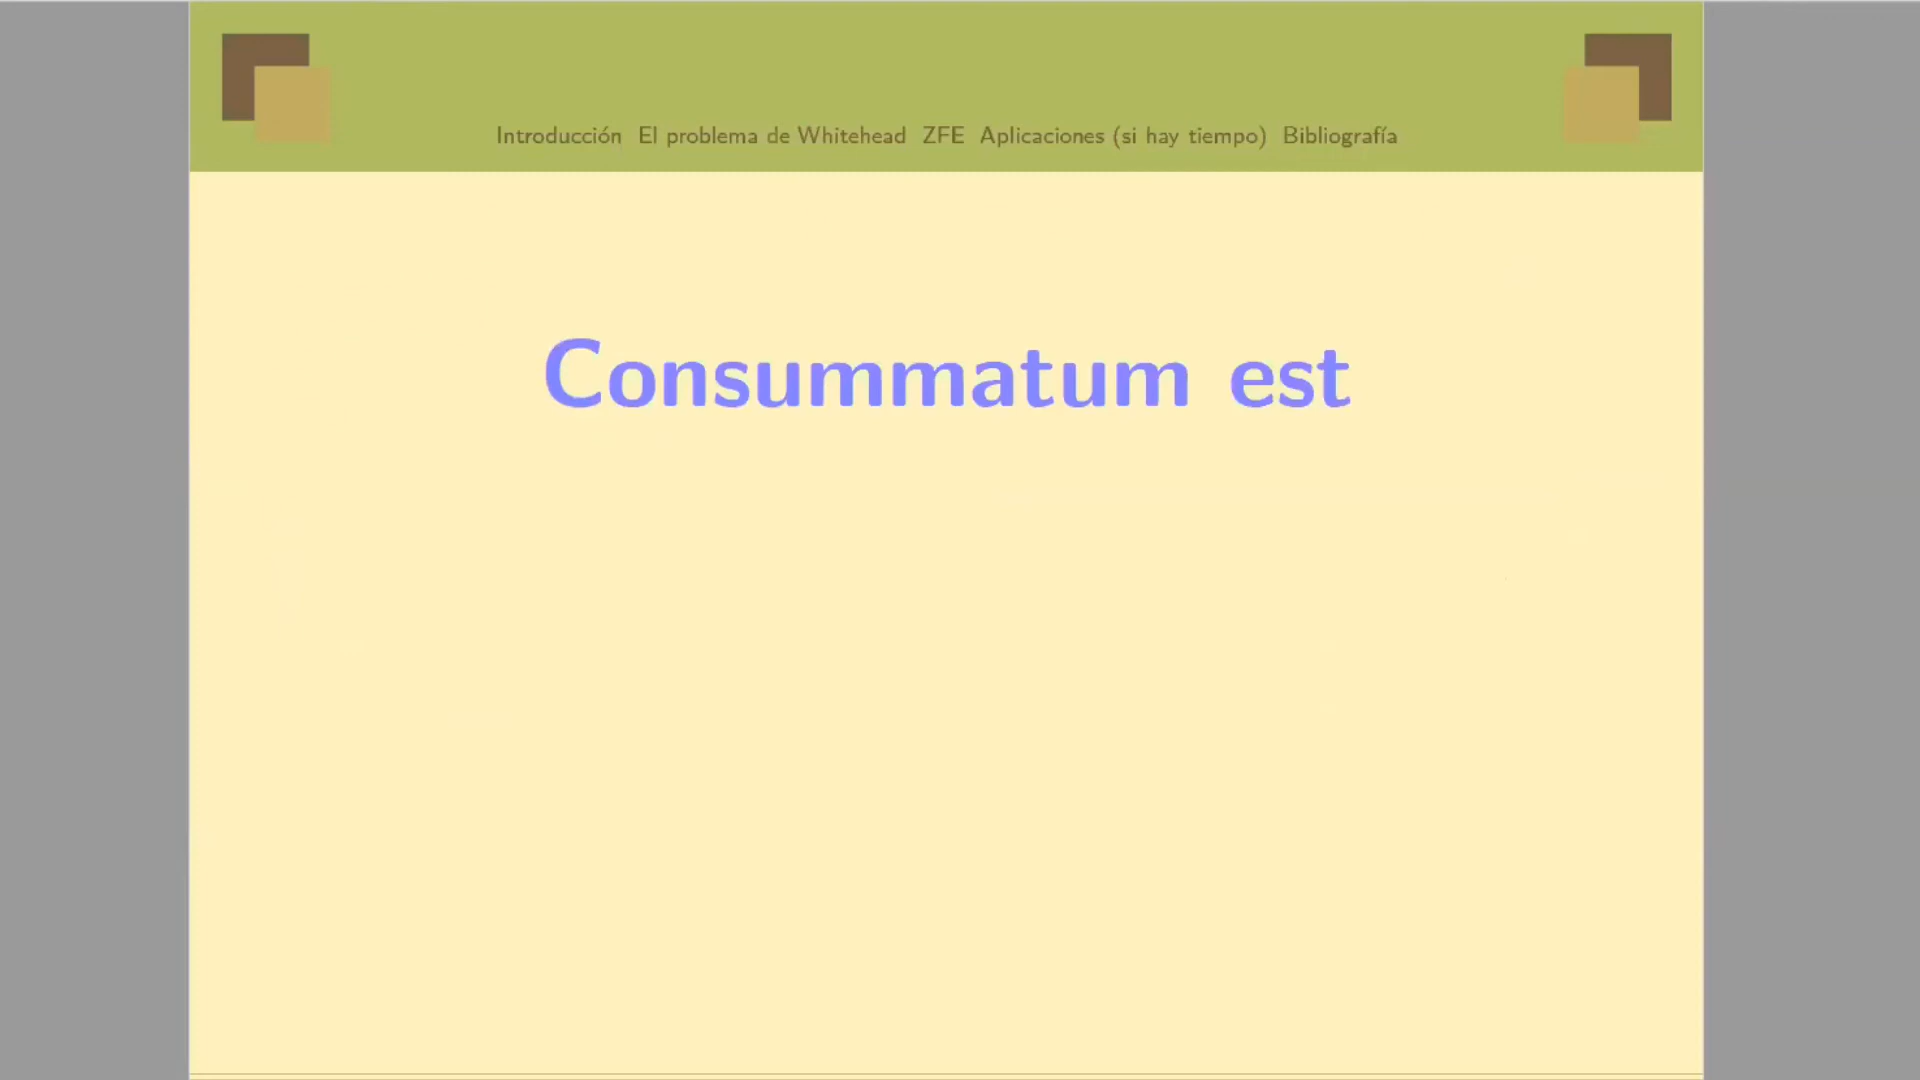 Introducción El problema de Whitehead ZFE Aplicaciones (si hay tiempo) Bibliografía
Consummatum est